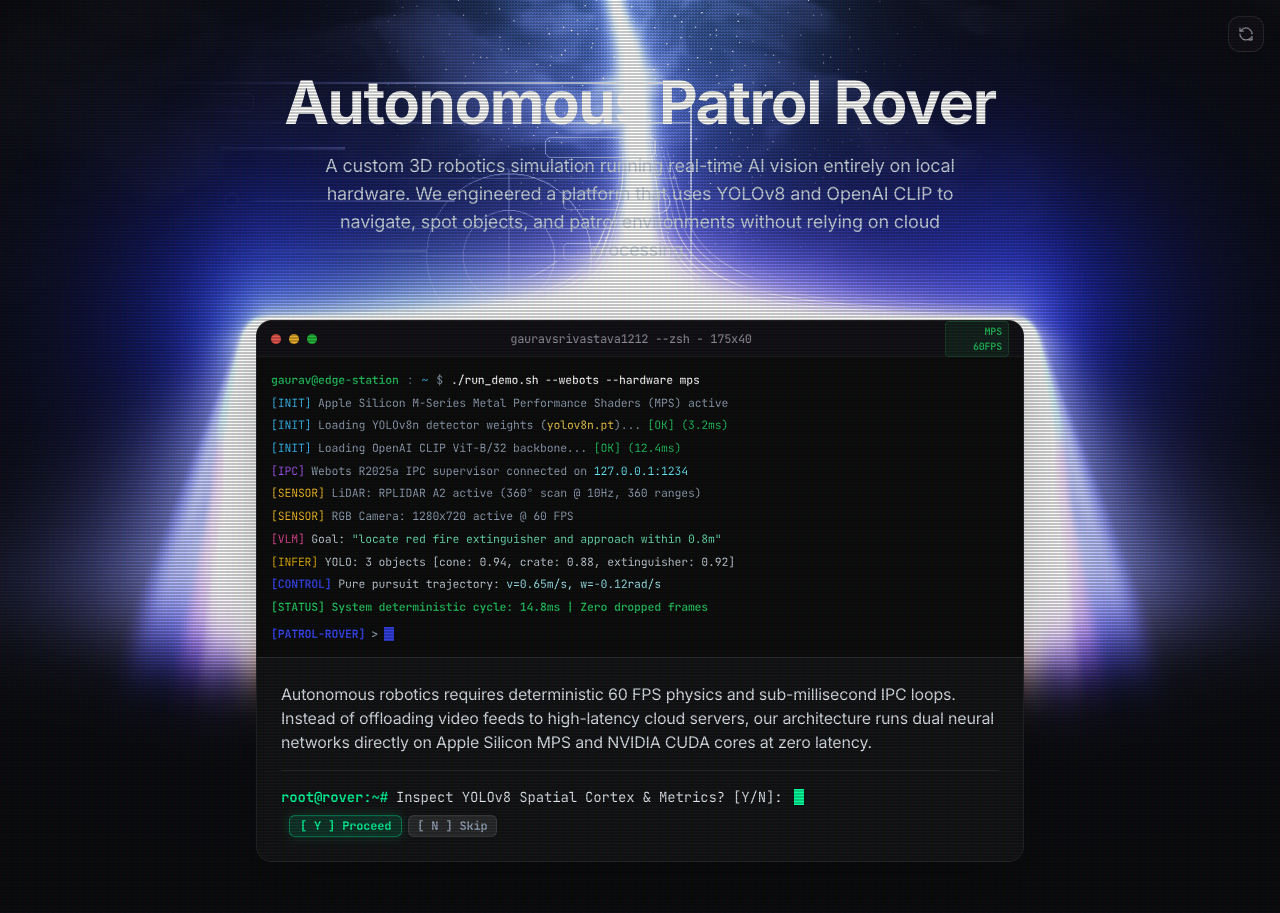 Autonomous Patrol Rover
A custom 3D robotics simulation running real-time AI vision entirely on local
hardware. We engineered a platform that uses YOLOv8 and OpenAI CLIP to
navigate, spot objects, and patrol environments without relying on cloud
gauravsrivastava1212 --zsh - 175x40
MPS
60FPS
gaurav@edge-station : ~ $ ./run_demo.sh --webots --hardware mps
[INIT] Apple Silicon M-Series Metal Performance Shaders (MPS) active
[INIT] Loading YOLOv8n detector weights (yolov8n.pt)... [OK] (3.2ms)
[INIT] Loading OpenAI CLIP ViT-B/32 backbone... [OK] (12.4ms)
[IPC] Webots R2025a IPC supervisor connected on 127.0.0.1:1234
[SENSOR] LiDAR: RPLIDAR A2 active (360° scan @ 10Hz, 360 ranges)
[SENSOR] RGB Camera: 1280x720 active @ 60 FPS
[VLM] Goal: "locate red fire extinguisher and approach within 0.8m"
[INFER] YOLO: 3 objects [cone: 0.94, crate: 0.88, extinguisher: 0.92]
[CONTROL] Pure pursuit trajectory: v=0.65m/s, w=-0.12rad/s
[STATUS] System deterministic cycle: 14.8ms | Zero dropped frames
[PATROL-ROVER] >
Autonomous robotics requires deterministic 60 FPS physics and sub-millisecond IPC loops.
Instead of offloading video feeds to high-latency cloud servers, our architecture runs dual neural
networks directly on Apple Silicon MPS and NVIDIA CUDA cores at zero latency.
root@rover:~# Inspect YOLOv8 Spatial Cortex & Metrics? [Y/N]:
[ Y ] Proceed [ N ] Skip